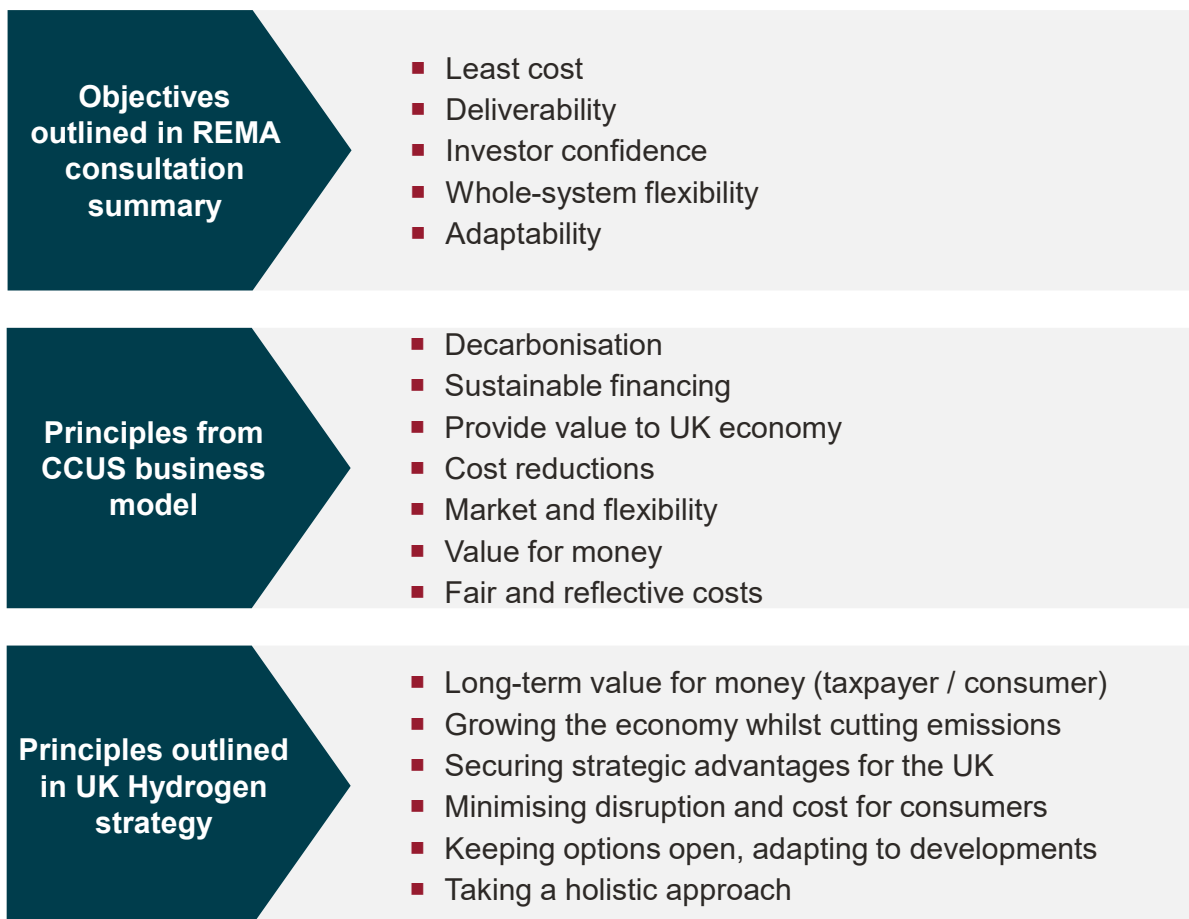 Objectives
outlined in REMA
consultation
summary
■ Least cost
■ Deliverability
■ Investor confidence
■ Whole-system flexibility
■ Adaptability
Principles from
CCUS business
model
■ Decarbonisation
■ Sustainable financing
■ Provide value to UK economy
■ Cost reductions
■ Market and flexibility
■ Value for money
■ Fair and reflective costs
Principles outlined
in UK Hydrogen
strategy
■ Long-term value for money (taxpayer / consumer)
■ Growing the economy whilst cutting emissions
■ Securing strategic advantages for the UK
■ Minimising disruption and cost for consumers
■ Keeping options open, adapting to developments
■ Taking a holistic approach